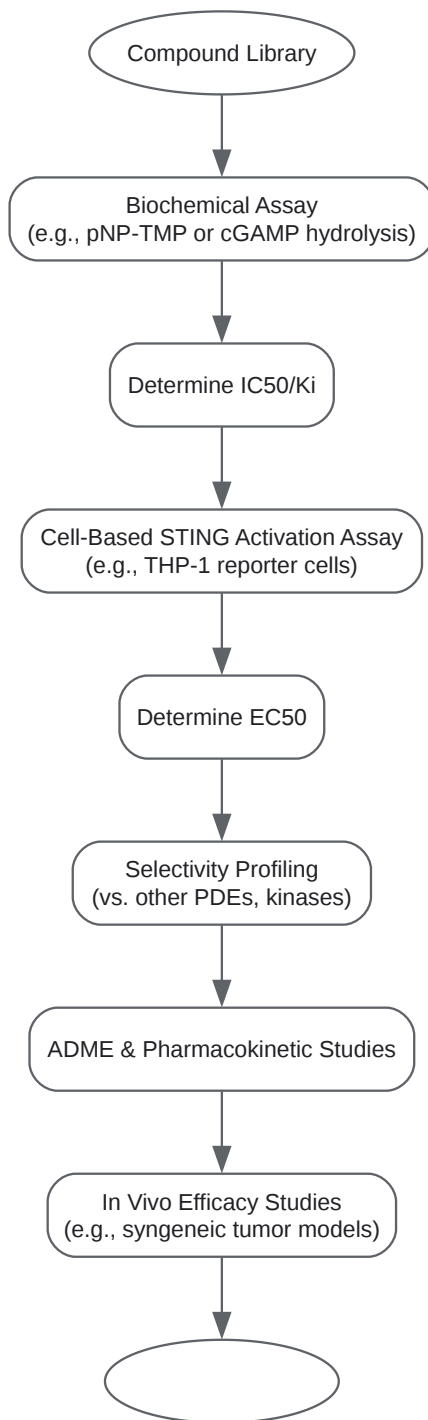 Compound Library
Biochemical Assay
(e.g., pNP-TMP or cGAMP hydrolysis)
Determine IC50/Ki
Cell-Based STING Activation Assay
(e.g., THP-1 reporter cells)
Determine EC50
Selectivity Profiling
(vs. other PDEs, kinases)
ADME & Pharmacokinetic Studies
In Vivo Efficacy Studies
(e.g., syngeneic tumor models)